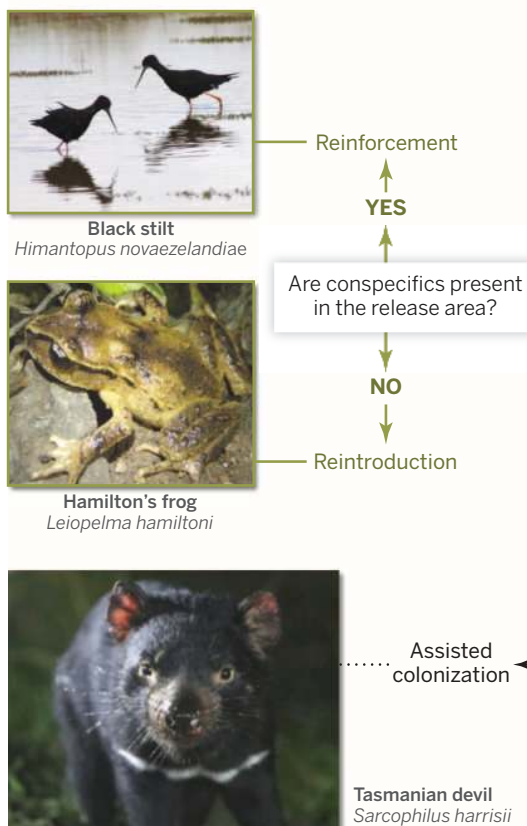 Reinforcement
YES
Black stilt
Himantopus novaezelandiae
Are conspecifics present
in the release area?
NO
Reintroduction
Hamilton's frog
Leiopelma hamiltoni
Assisted
colonization
Tasmanian devil
Sarcophilus harrisii